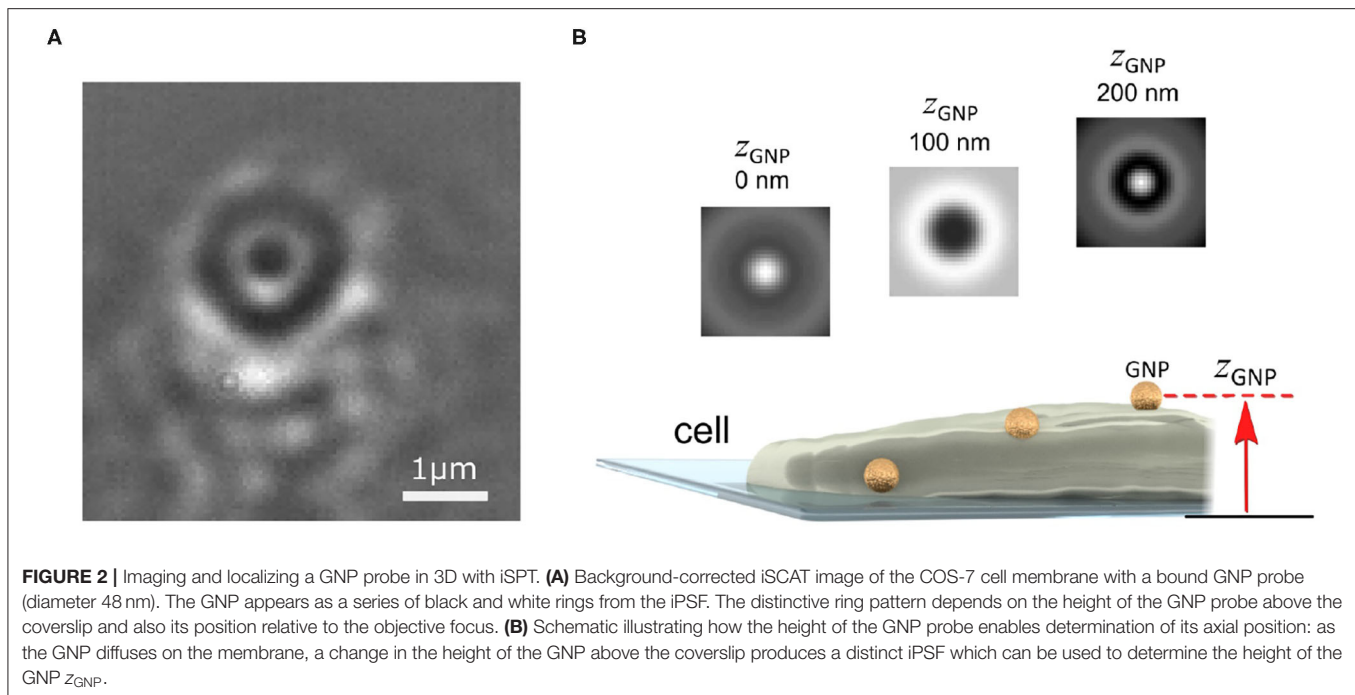 A
B
zGNP
0 nm
zGNP
100 nm
zGNP
200 nm
1μm
cell
GNP
zGNP
FIGURE 2 | Imaging and localizing a GNP probe in 3D with iSPT. (A) Background-corrected iSCAT image of the COS-7 cell membrane with a bound GNP probe
(diameter 48 nm). The GNP appears as a series of black and white rings from the iPSF. The distinctive ring pattern depends on the height of the GNP probe above the
coverslip and also its position relative to the objective focus. (B) Schematic illustrating how the height of the GNP probe enables determination of its axial position: as
the GNP diffuses on the membrane, a change in the height of the GNP above the coverslip produces a distinct iPSF which can be used to determine the height of the
GNP zGNP.